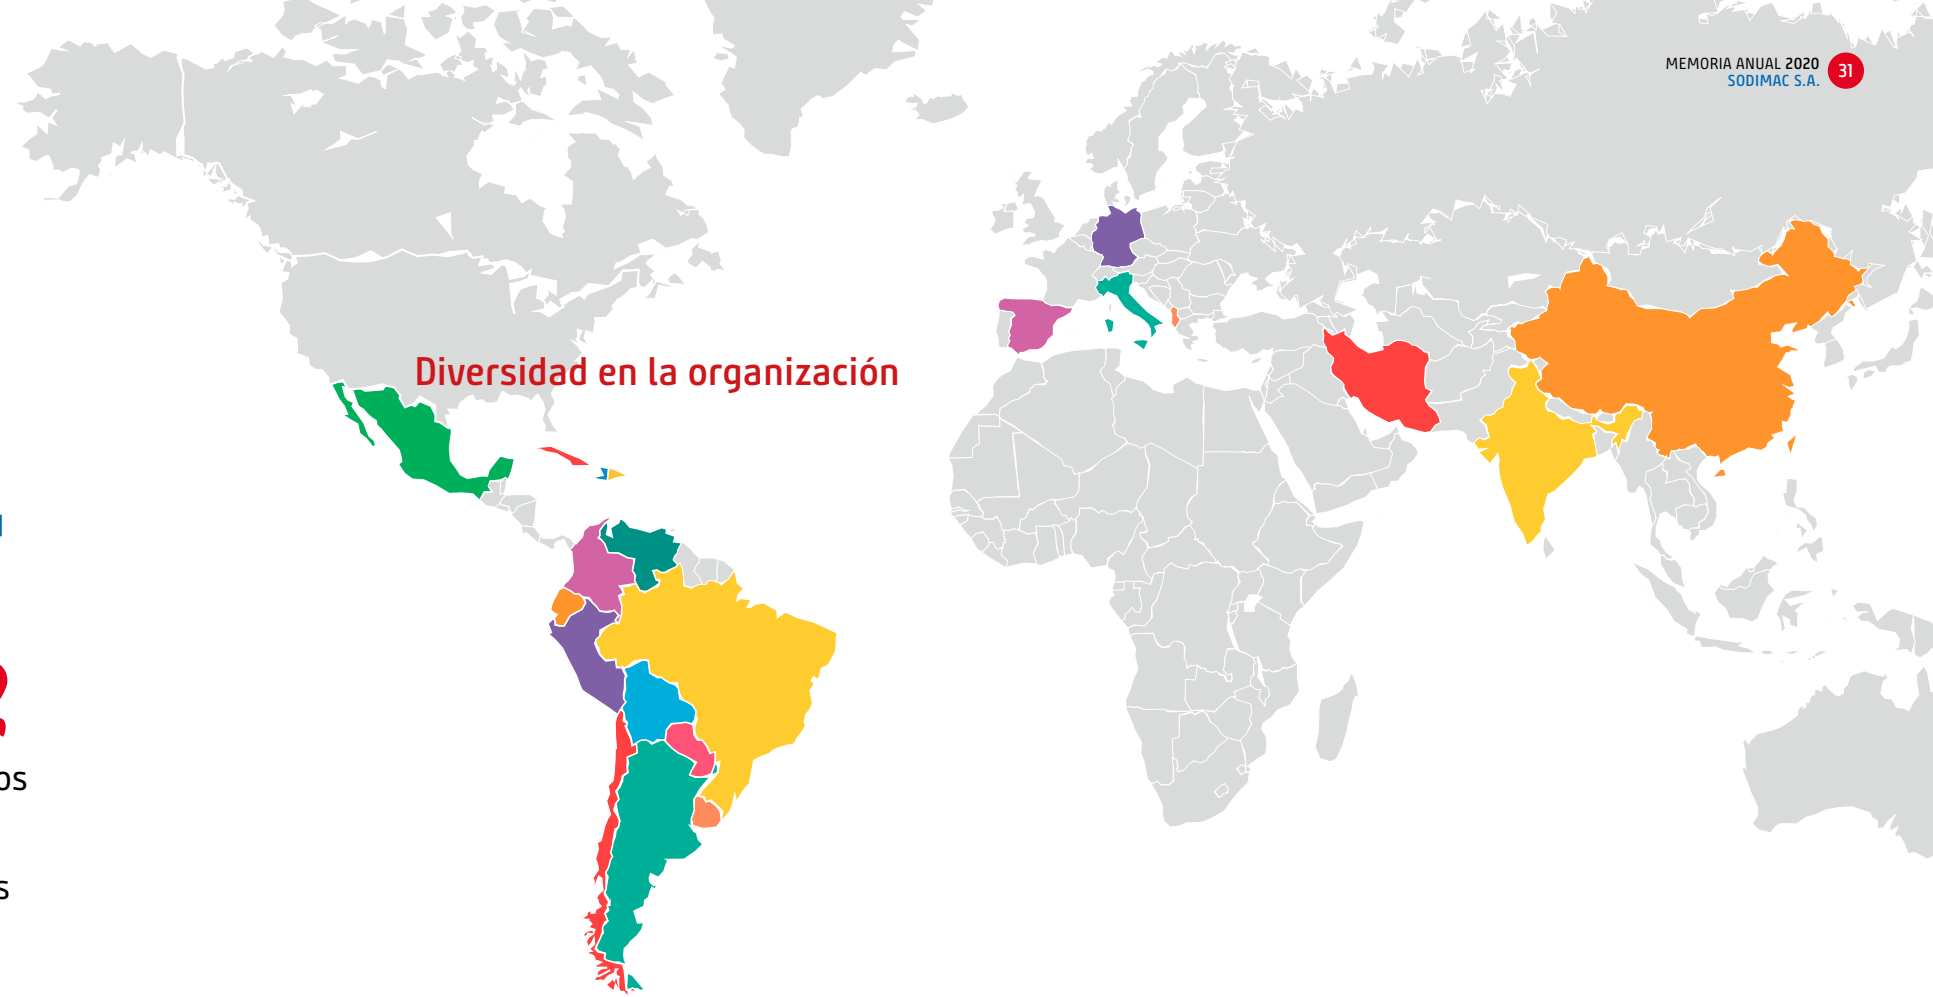 MEMORIA ANUAL 2020
SODIMAC S.A.
31
Diversidad en la organización
os
s